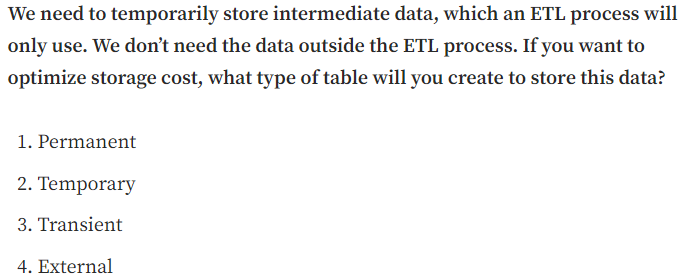 We need to temporarily store intermediate data, which an ETL process will
only use. We don’t need the data outside the ETL process. If you want to
optimize storage cost, what type of table will you create to store this data?
1. Permanent
2. Temporary
3. Transient
4. External